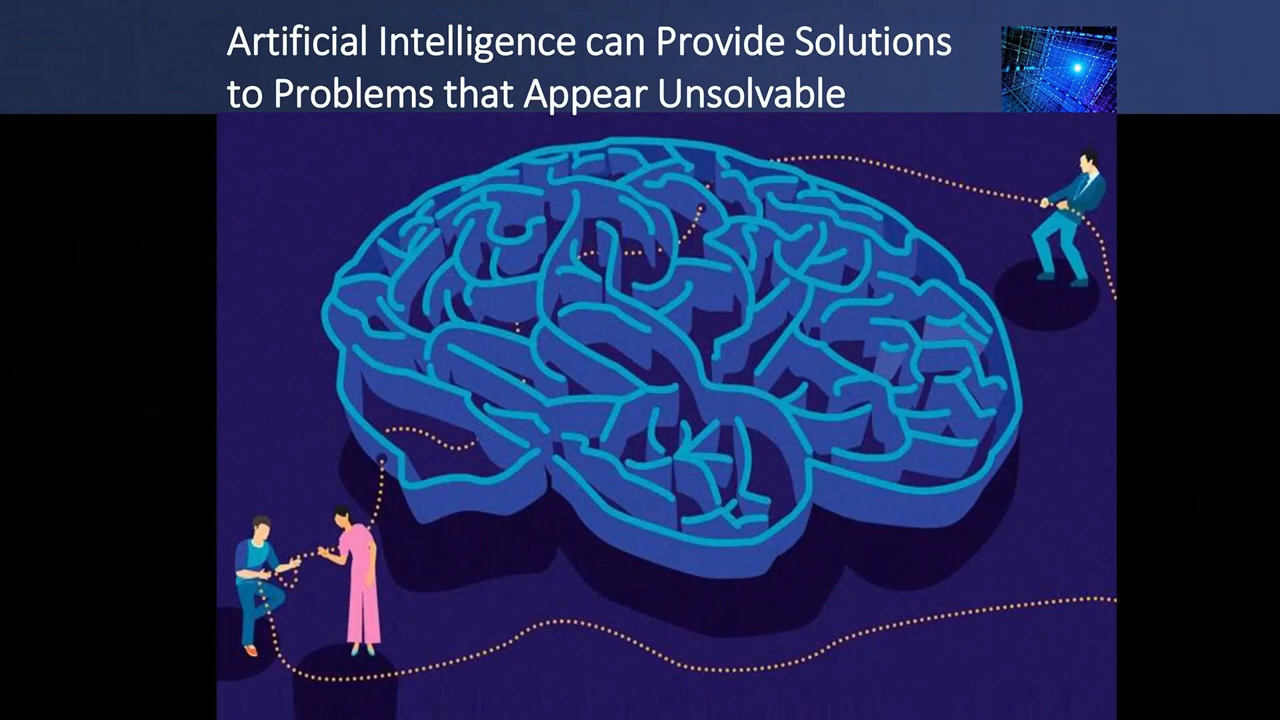 Artificial Intelligence can Provide Solutions
to Problems that Appear Unsolvable